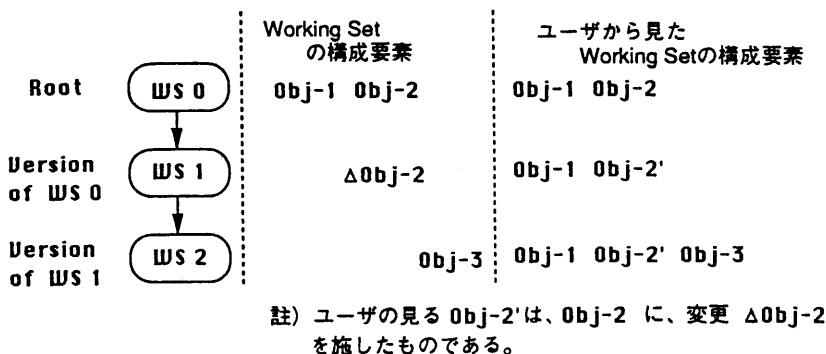 Working Set
の構成要素
ユーザから見た
Working Setの構成要素
Root
WS 0
Obj-1 Obj-2
Obj-1 Obj-2
Version
of WS 0
WS 1
ΔObj-2
Obj-1 Obj-2'
Version
of WS 1
WS 2
Obj-3
Obj-1 Obj-2' Obj-3
註) ユーザの見る Obj-2'は、Obj-2 に、変更 ΔObj-2
を施したものである。